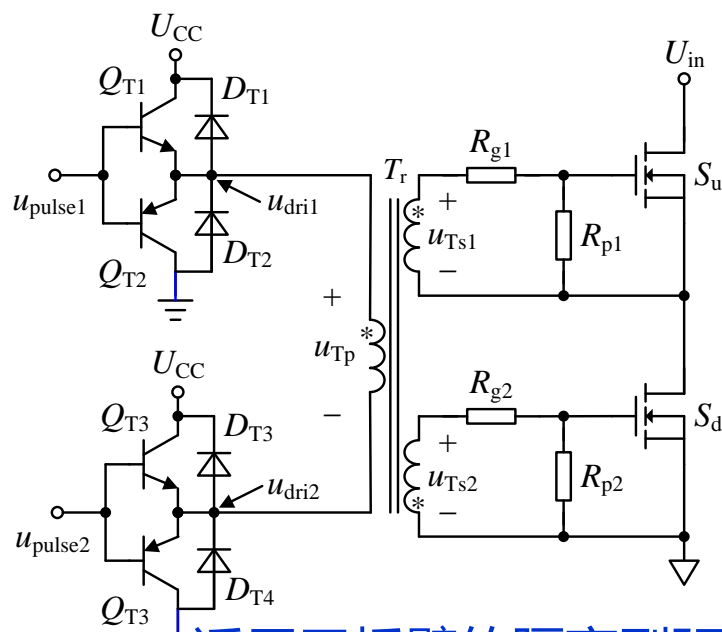 U_CC
Q_T1
D_T1
u_pulse1
u_dri1
Q_T2
D_T2
U_in
T_r
R_g1
S_u
+
*
u_Ts1
R_p1
−
+
*
u_Tp
−
U_CC
Q_T3
D_T3
u_pulse2
u_dri2
Q_T3
D_T4
R_g2
S_d
+
u_Ts2
R_p2
*
−